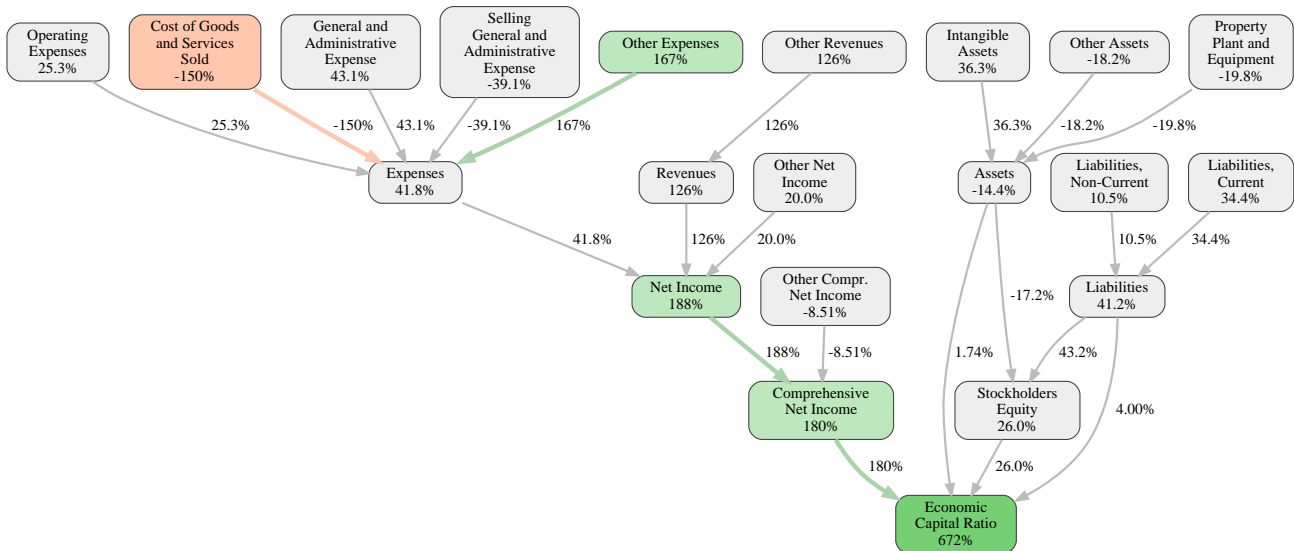 Operating
Expenses
25.3%
Cost of Goods
and Services
Sold
-150%
General and
Administrative
Expense
43.1%
Selling
General and
Administrative
Expense
-39.1%
Other Expenses
167%
Other Revenues
126%
Intangible
Assets
36.3%
Other Assets
-18.2%
Property
Plant and
Equipment
-19.8%
25.3%
-150%
43.1%
-39.1%
167%
126%
36.3%
-18.2%
-19.8%
Expenses
41.8%
Revenues
126%
Other Net
Income
20.0%
Assets
-14.4%
Liabilities,
Non-Current
10.5%
Liabilities,
Current
34.4%
41.8%
126%
20.0%
10.5%
34.4%
Net Income
188%
Other Compr.
Net Income
-8.51%
-17.2%
Liabilities
41.2%
188%
-8.51%
1.74%
43.2%
Comprehensive
Net Income
180%
Stockholders
Equity
26.0%
4.00%
180%
26.0%
Economic
Capital Ratio
672%